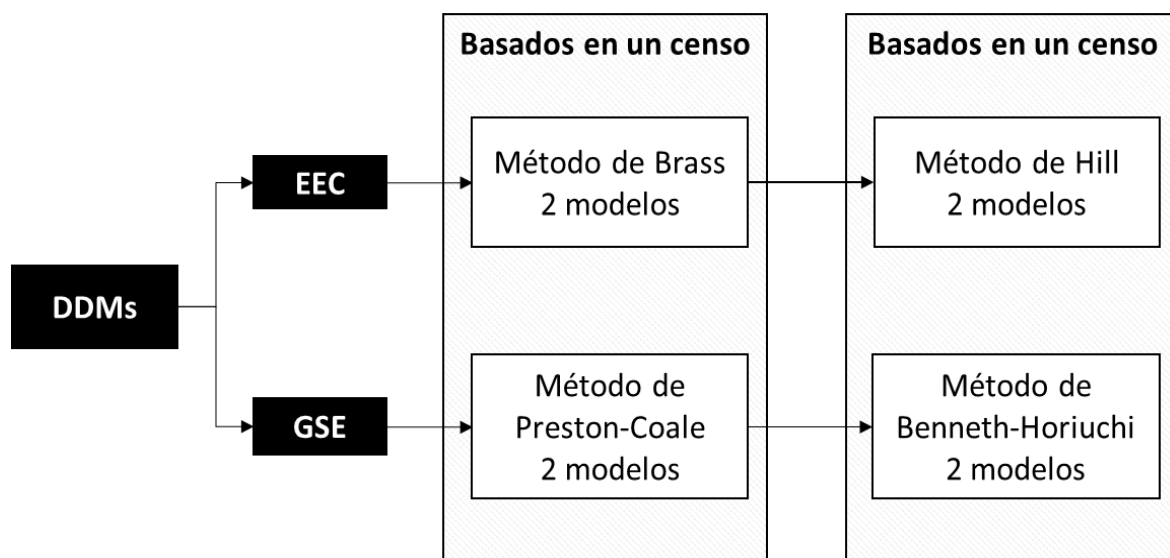 Basados en un censo
Basados en un censo
EEC
Método de Brass
2 modelos
Método de Hill
2 modelos
DDMs
GSE
Método de
Preston-Coale
2 modelos
Método de
Benneth-Horiuchi
2 modelos